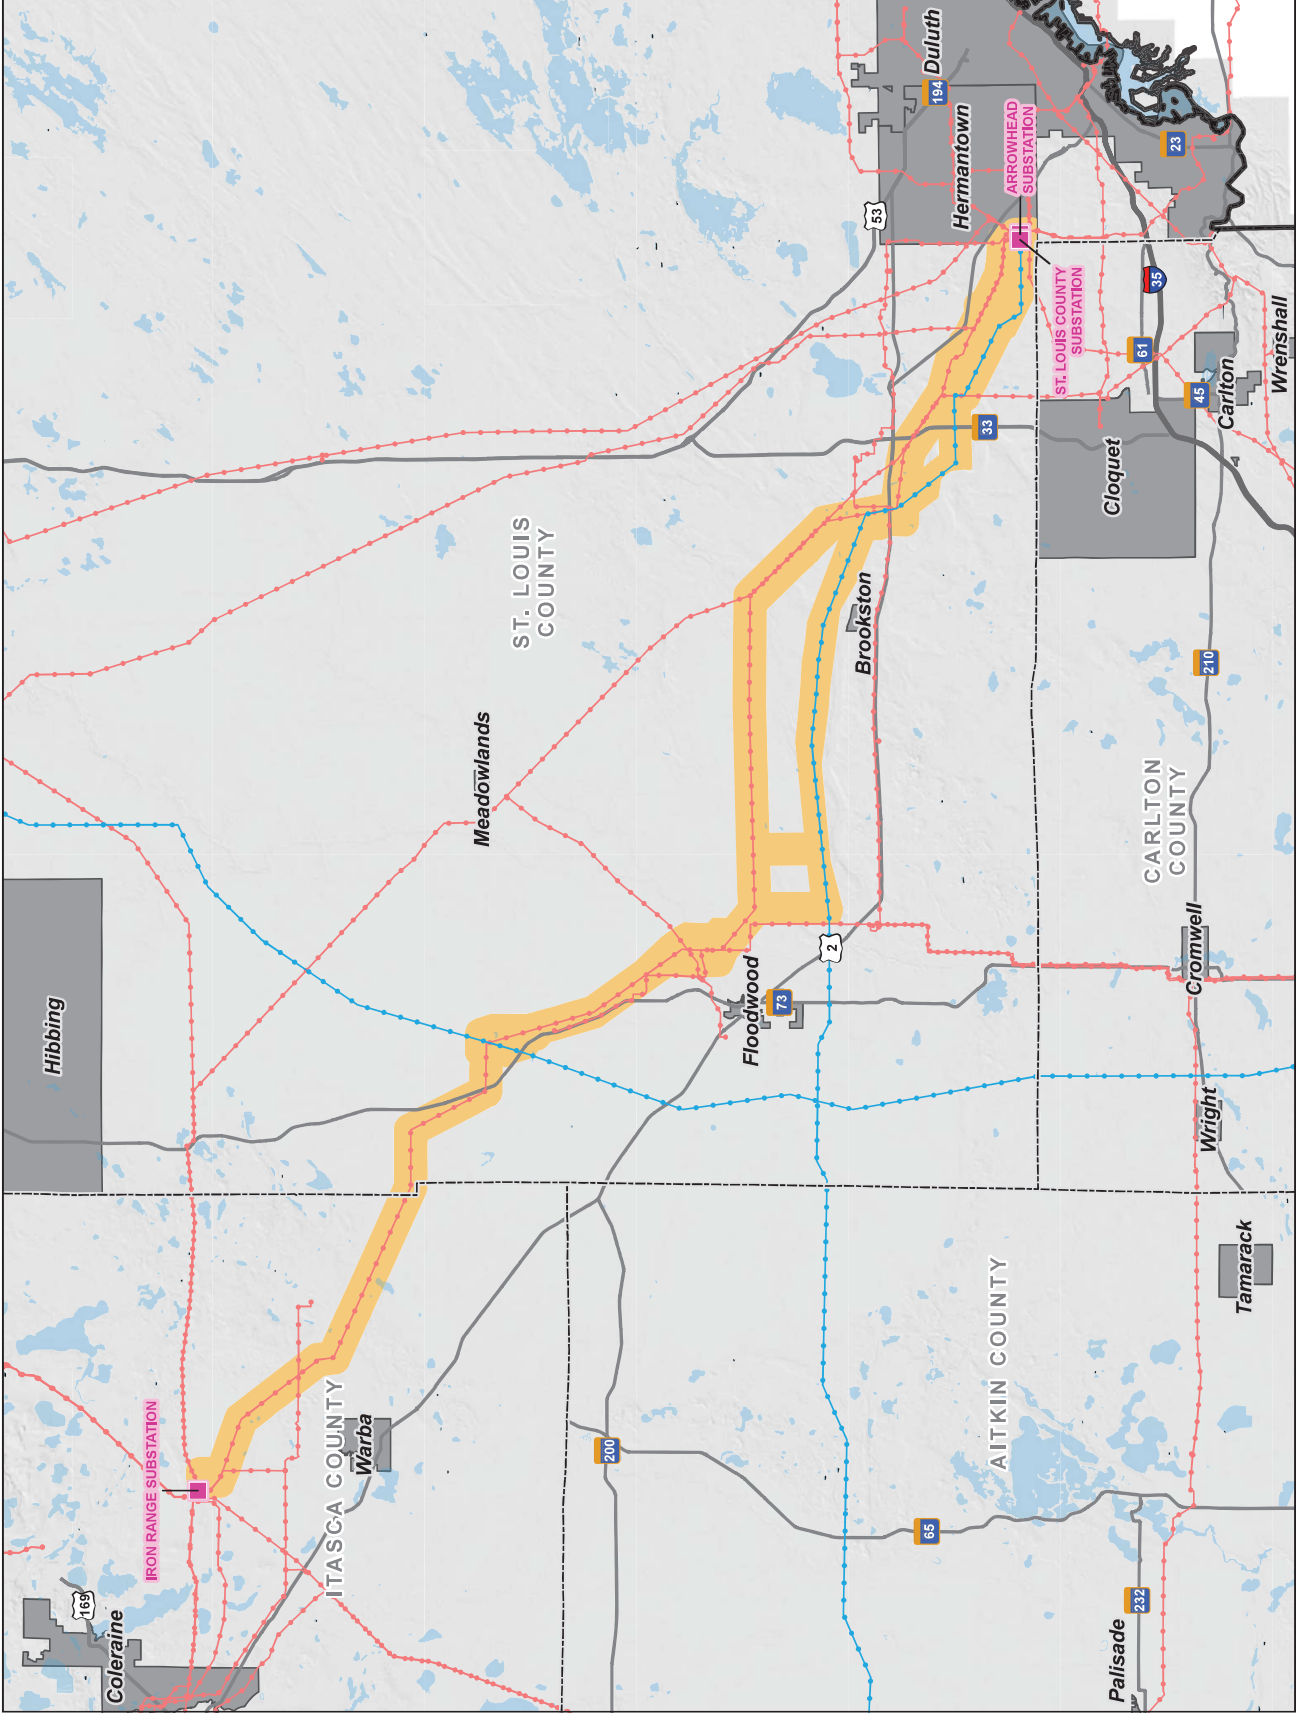 Coleraine
169
IRON RANGE SUBSTATION
Hibbing
ITASCA COUNTY
Warba
Meadowlands
ST. LOUIS
COUNTY
200
Floodwood
73
2
Brookston
53
Duluth
194
Hermantown
ARROWHEAD
SUBSTATION
ST. LOUIS COUNTY
SUBSTATION
33
65
AITKIN COUNTY
CARLTON
COUNTY
Cloquet
61
35
23
45
Carlton
Wrenshall
210
Cromwell
Wright
Tamarack
232
Palisade